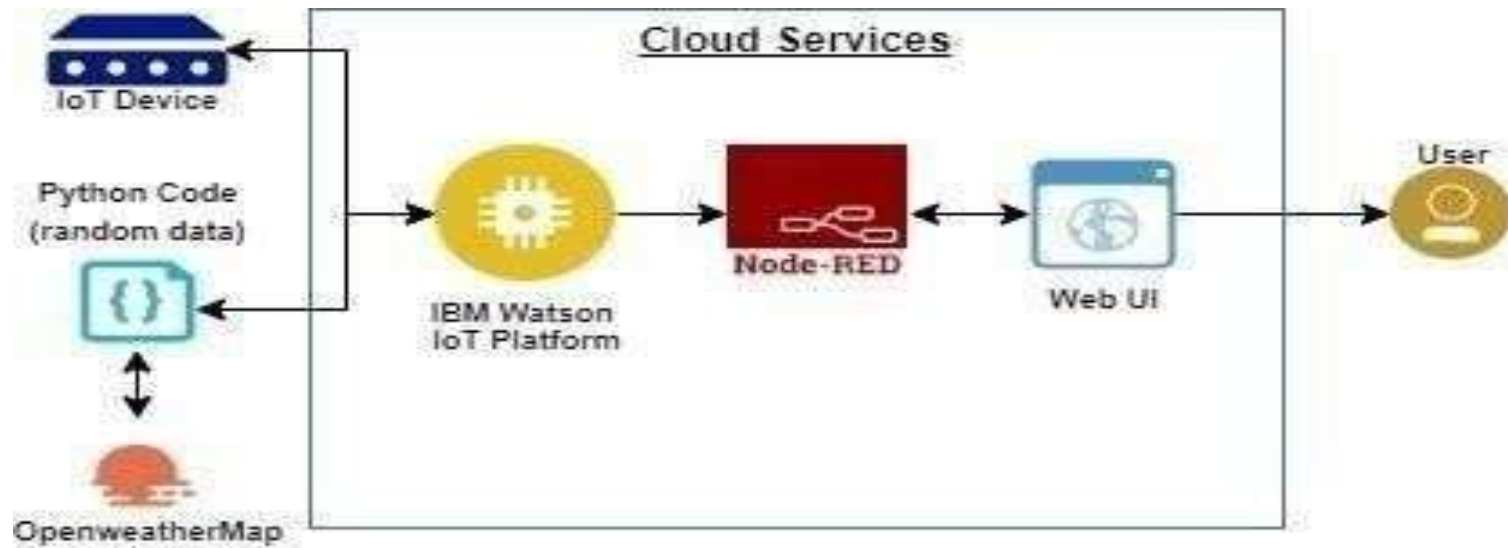 Cloud Services
IoT Device
Python Code
(random data)
{ }
OpenweatherMap
IBM Watson
IoT Platform
Node-RED
Web UI
User